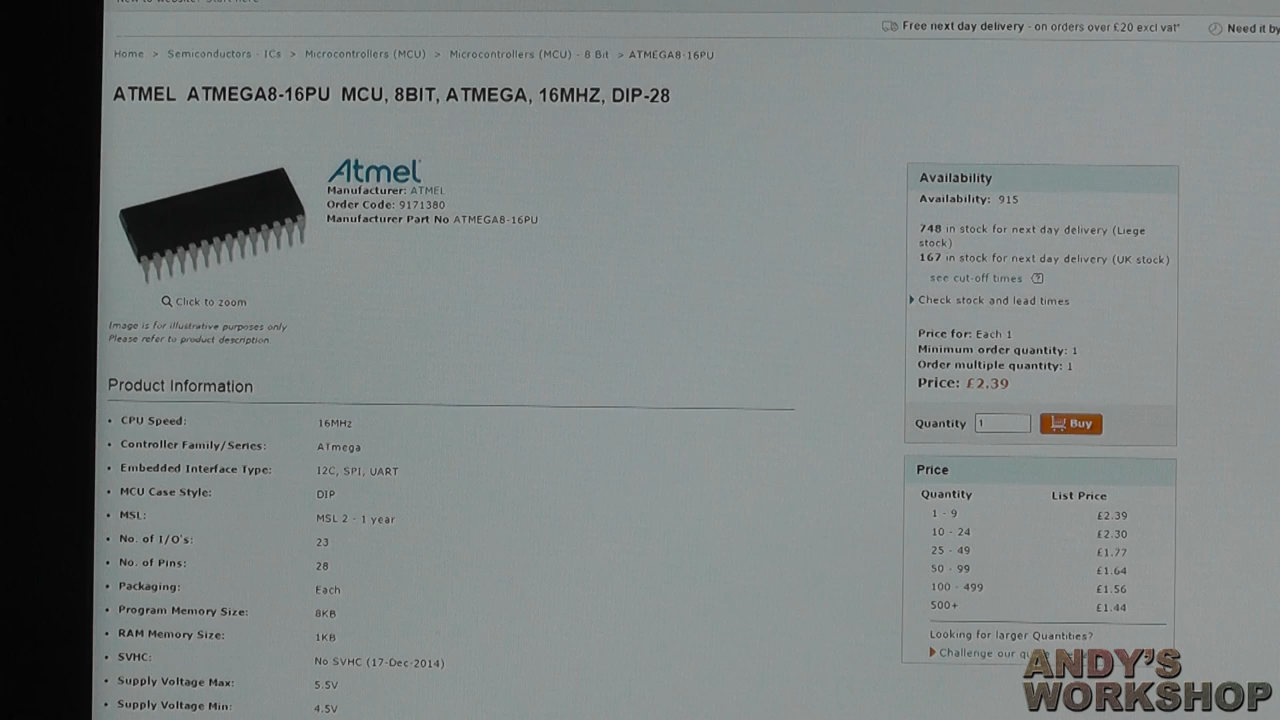 New to website? Start here
Free next day delivery - on orders over £20 excl vat*
Need it by
Home > Semiconductors - ICs > Microcontrollers (MCU) > Microcontrollers (MCU) - 8 Bit > ATMEGA8-16PU
ATMEL ATMEGA8-16PU MCU, 8BIT, ATMEGA, 16MHZ, DIP-28
Atmel
Manufacturer: ATMEL
Order Code: 9171380
Manufacturer Part No ATMEGA8-16PU
Click to zoom
Image is for illustrative purposes only
Please refer to product description.
Product Information
• CPU Speed: 16MHz
• Controller Family/Series: ATmega
• Embedded Interface Type: I2C, SPI, UART
• MCU Case Style: DIP
• MSL: MSL 2 - 1 year
• No. of I/O's: 23
• No. of Pins: 28
• Packaging: Each
• Program Memory Size: 8KB
• RAM Memory Size: 1KB
• SVHC: No SVHC (17-Dec-2014)
• Supply Voltage Max: 5.5V
• Supply Voltage Min: 4.5V
Availability
Availability: 915
748 in stock for next day delivery (Liege
stock)
167 in stock for next day delivery (UK stock)
see cut-off times ?
Check stock and lead times
Price for: Each 1
Minimum order quantity: 1
Order multiple quantity: 1
Price: £2.39
Quantity 1 Buy
Price
Quantity List Price
1 - 9 £2.39
10 - 24 £2.30
25 - 49 £1.77
50 - 99 £1.64
100 - 499 £1.56
500+ £1.44
Looking for larger Quantities?
Challenge our
ANDY'S
WORKSHOP